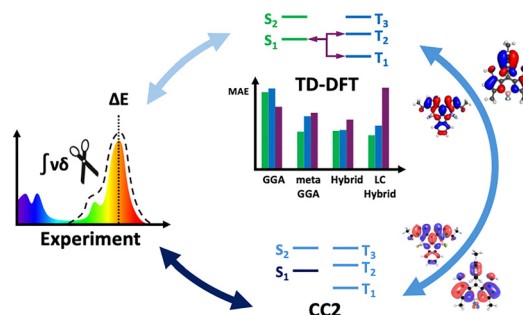 S₂
T₃
S₁
T₂
T₁
TD-DFT
MAE
GGA
meta
GGA
Hybrid
LC
Hybrid
ΔE
∫νδ
Experiment
S₂
T₃
S₁
T₂
T₁
CC2